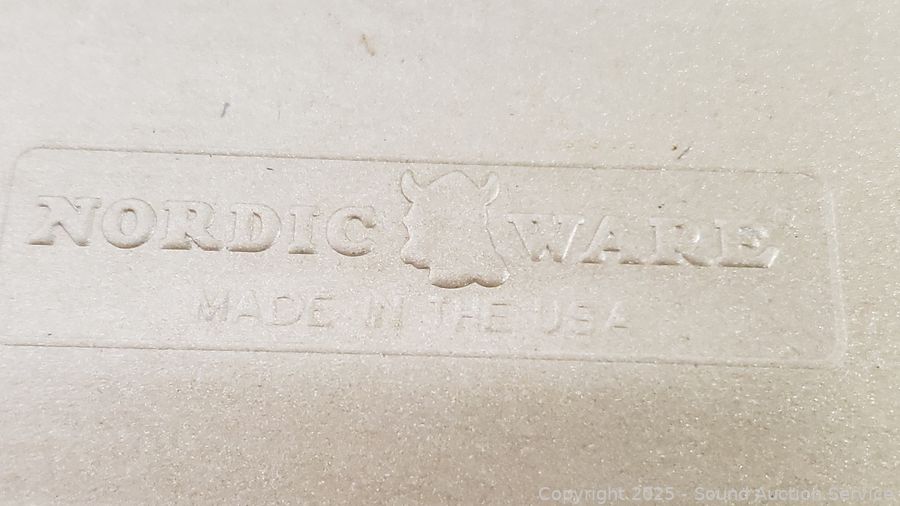 NORDIC WARE®
MADE IN THE USA
Copyright 2025 - Sound Auction Service